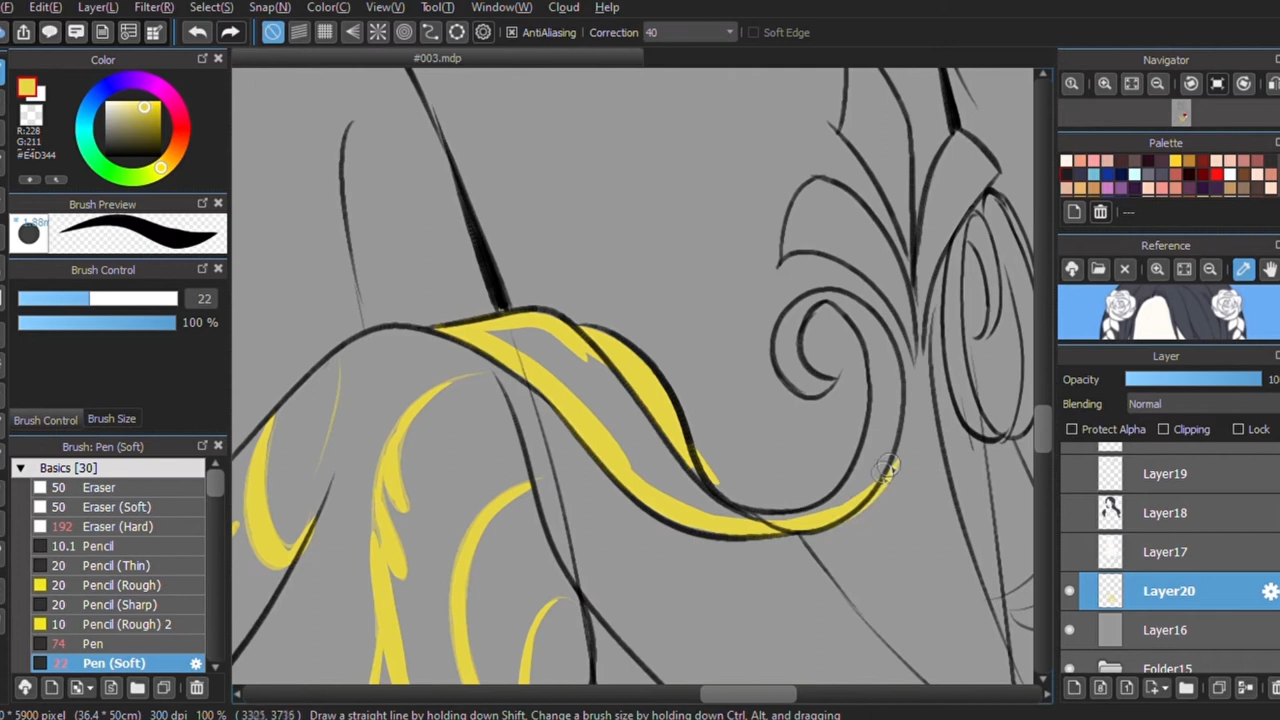 (F) Edit(E) Layer(L) Filter(R) Select(S) Snap(N) Color(C) View(V) Tool(T) Window(W) Cloud Help
AntiAliasing Correction 40 Soft Edge
Color
#003.mdp
Navigator
R:228
G:211
#E4D344
Palette
---
Brush Preview
Reference
Brush Control
22
100 %
Layer
Opacity 10
Blending Normal
Brush Control Brush Size
Protect Alpha Clipping Lock
Brush: Pen (Soft)
Basics [30]
50 Eraser
50 Eraser (Soft)
192 Eraser (Hard)
10.1 Pencil
20 Pencil (Thin)
20 Pencil (Rough)
20 Pencil (Sharp)
10 Pencil (Rough) 2
74 Pen
22 Pen (Soft)
Layer19
Layer18
Layer17
Layer20
Layer16
Folder15
* 5900 pixel (36.4 * 50cm) 300 dpi 100 % ( 3325, 3716 ) Draw a straight line by holding down Shift, Change a brush size by holding down Ctrl, Alt, and dragging